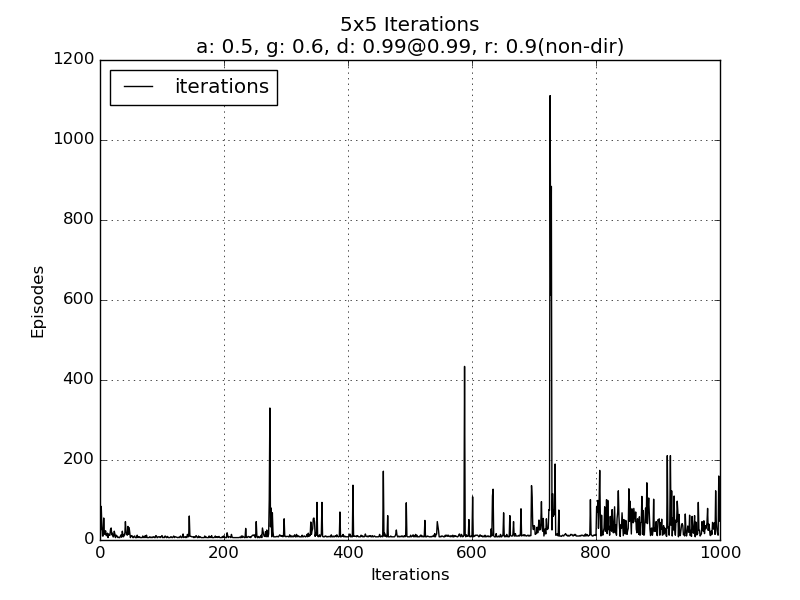 5x5 Iterations
a: 0.5, g: 0.6, d: 0.99@0.99, r: 0.9(non-dir)
iterations
1200
1000
800
600
400
200
0
Episodes
0 200 400 600 800 1000
Iterations